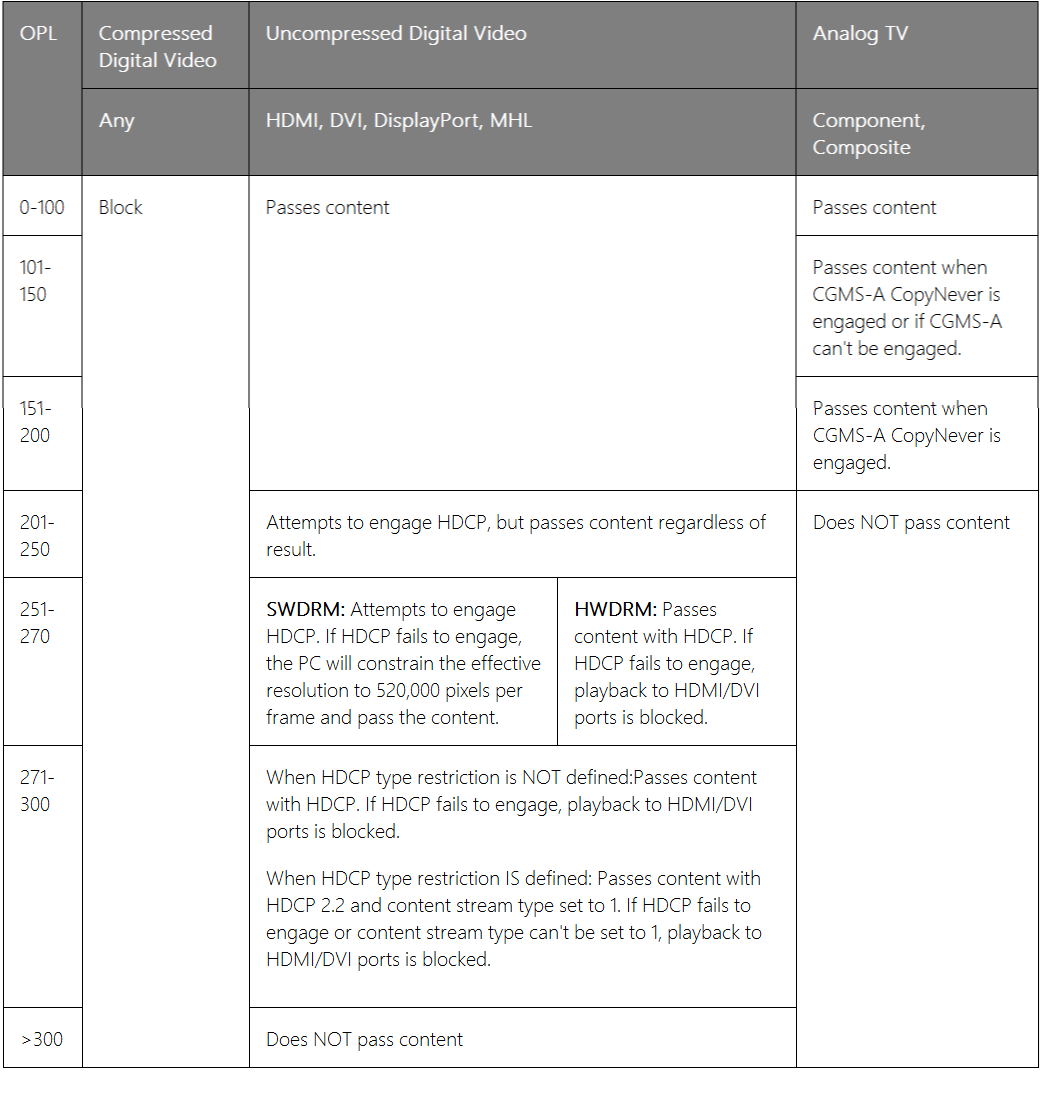 OPL
Compressed
Digital Video
Uncompressed Digital Video
Analog TV
Any
HDMI, DVI, DisplayPort, MHL
Component,
Composite
0-100
Block
Passes content
Passes content
101-
150
Passes content when
CGMS-A CopyNever is
engaged or if CGMS-A
can't be engaged.
151-
200
Passes content when
CGMS-A CopyNever is
engaged.
201-
250
Attempts to engage HDCP, but passes content regardless of
result.
Does NOT pass content
251-
270
SWDRM: Attempts to engage
HDCP. If HDCP fails to engage,
the PC will constrain the effective
resolution to 520,000 pixels per
frame and pass the content.
HWDRM: Passes
content with HDCP. If
HDCP fails to engage,
playback to HDMI/DVI
ports is blocked.
271-
300
When HDCP type restriction is NOT defined:Passes content
with HDCP. If HDCP fails to engage, playback to HDMI/DVI
ports is blocked.
When HDCP type restriction IS defined: Passes content with
HDCP 2.2 and content stream type set to 1. If HDCP fails to
engage or content stream type can't be set to 1, playback to
HDMI/DVI ports is blocked.
>300
Does NOT pass content